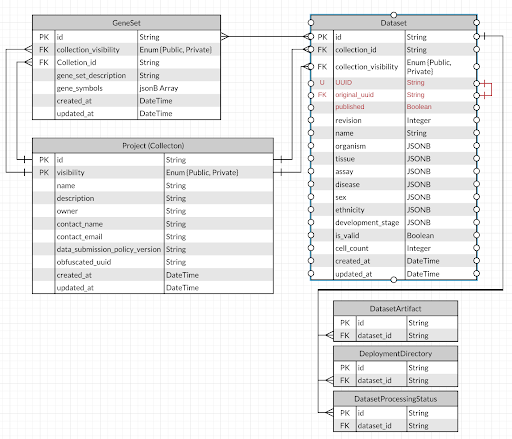 GeneSet
PK id String
FK collection_visibility Enum [Public, Private]
FK Colletion_id String
gene_set_description String
gene_symbols jsonB Array
created_at DateTime
updated_at DateTime
Project (Collecton)
PK id String
PK visibility Enum [Public, Private]
name String
description String
owner String
contact_name String
contact_email String
data_submission_policy_version String
obfuscated_uuid String
created_at DateTime
updated_at DateTime
Dataset
PK id String
FK collection_id String
FK collection_visibility Enum [Public, Private]
U UUID String
FK original_uuid String
published Boolean
revision Integer
name String
organism JSONB
tissue JSONB
assay JSONB
disease JSONB
sex JSONB
ethnicity JSONB
development_stage JSONB
is_valid Boolean
cell_count Integer
created_at DateTime
updated_at DateTime
DatasetArtifact
PK id String
FK dataset_id String
DeploymentDirectory
PK id String
FK dataset_id String
DatasetProcessingStatus
PK id String
FK dataset_id String